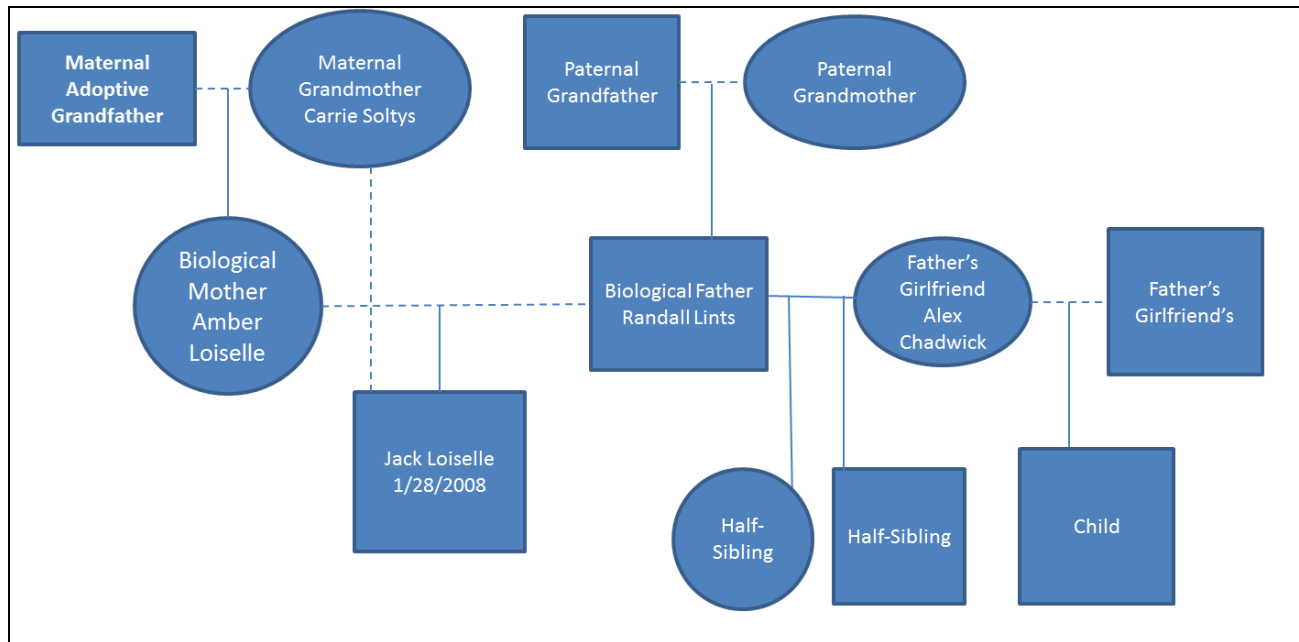 Maternal
Adoptive
Grandfather
Maternal
Grandmother
Carrie Soltys
Paternal
Grandfather
Paternal
Grandmother
Biological
Mother
Amber
Loiselle
Biological Father
Randall Lints
Father’s
Girlfriend
Alex
Chadwick
Father’s
Girlfriend’s
Jack Loiselle
1/28/2008
Half-
Sibling
Half-Sibling
Child